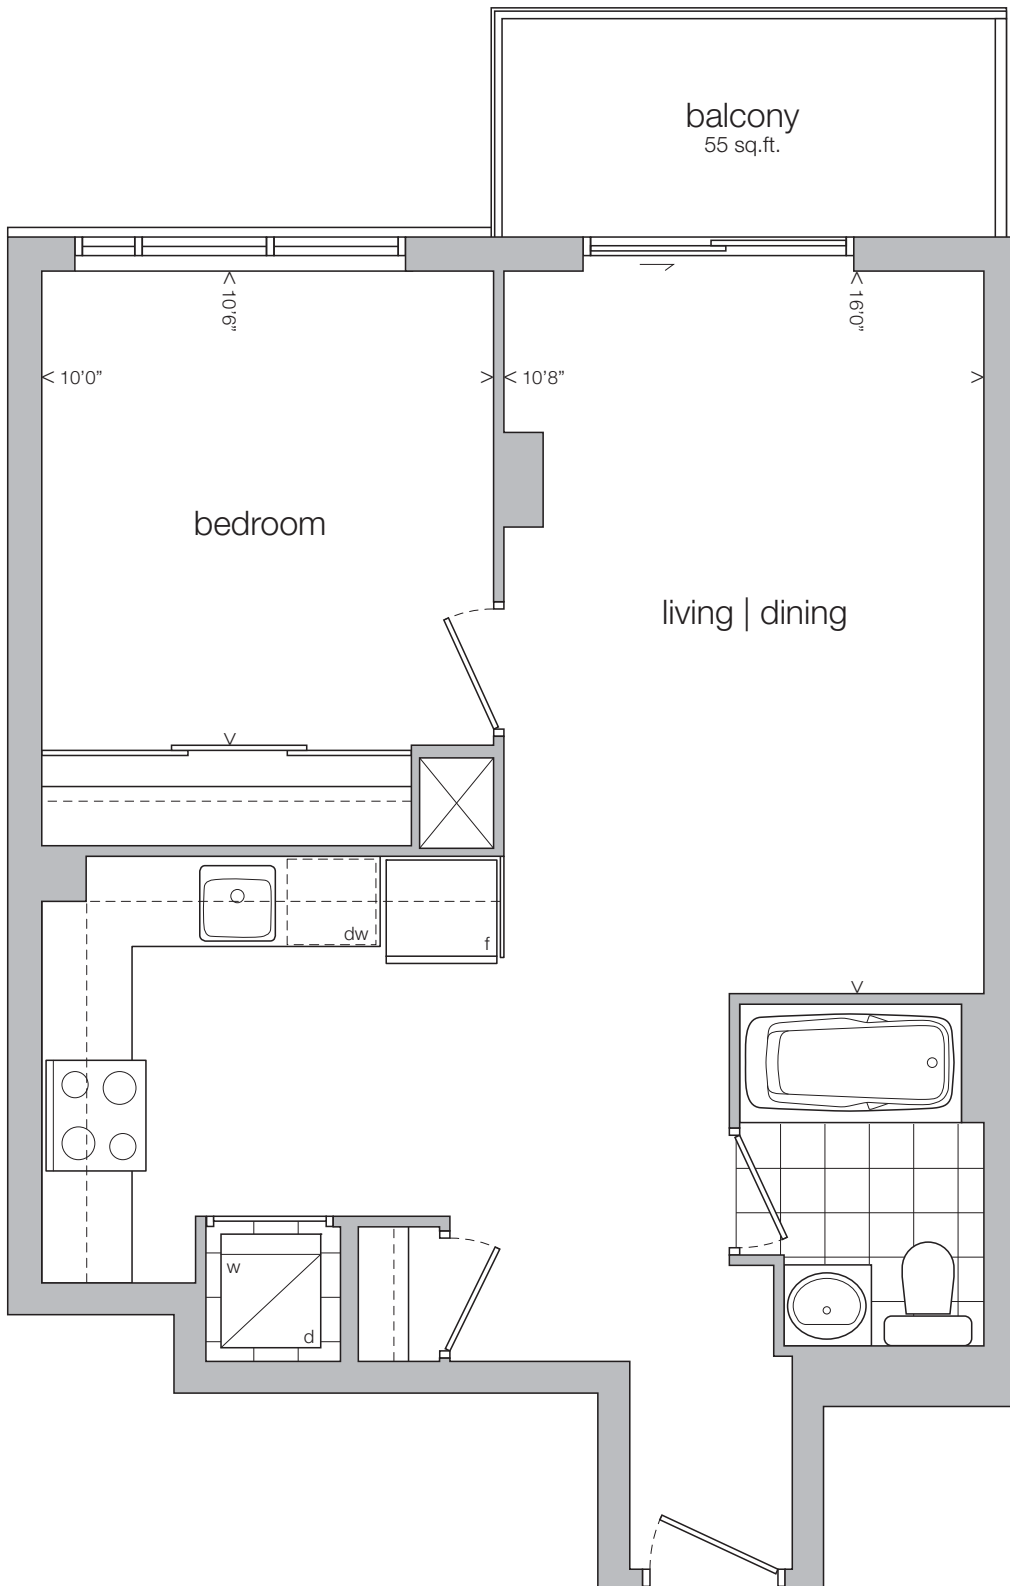 balcony
55 sq.ft.
10’6”
16’0”
10’0”
10’8”
bedroom
living | dining
dw
f
w
d